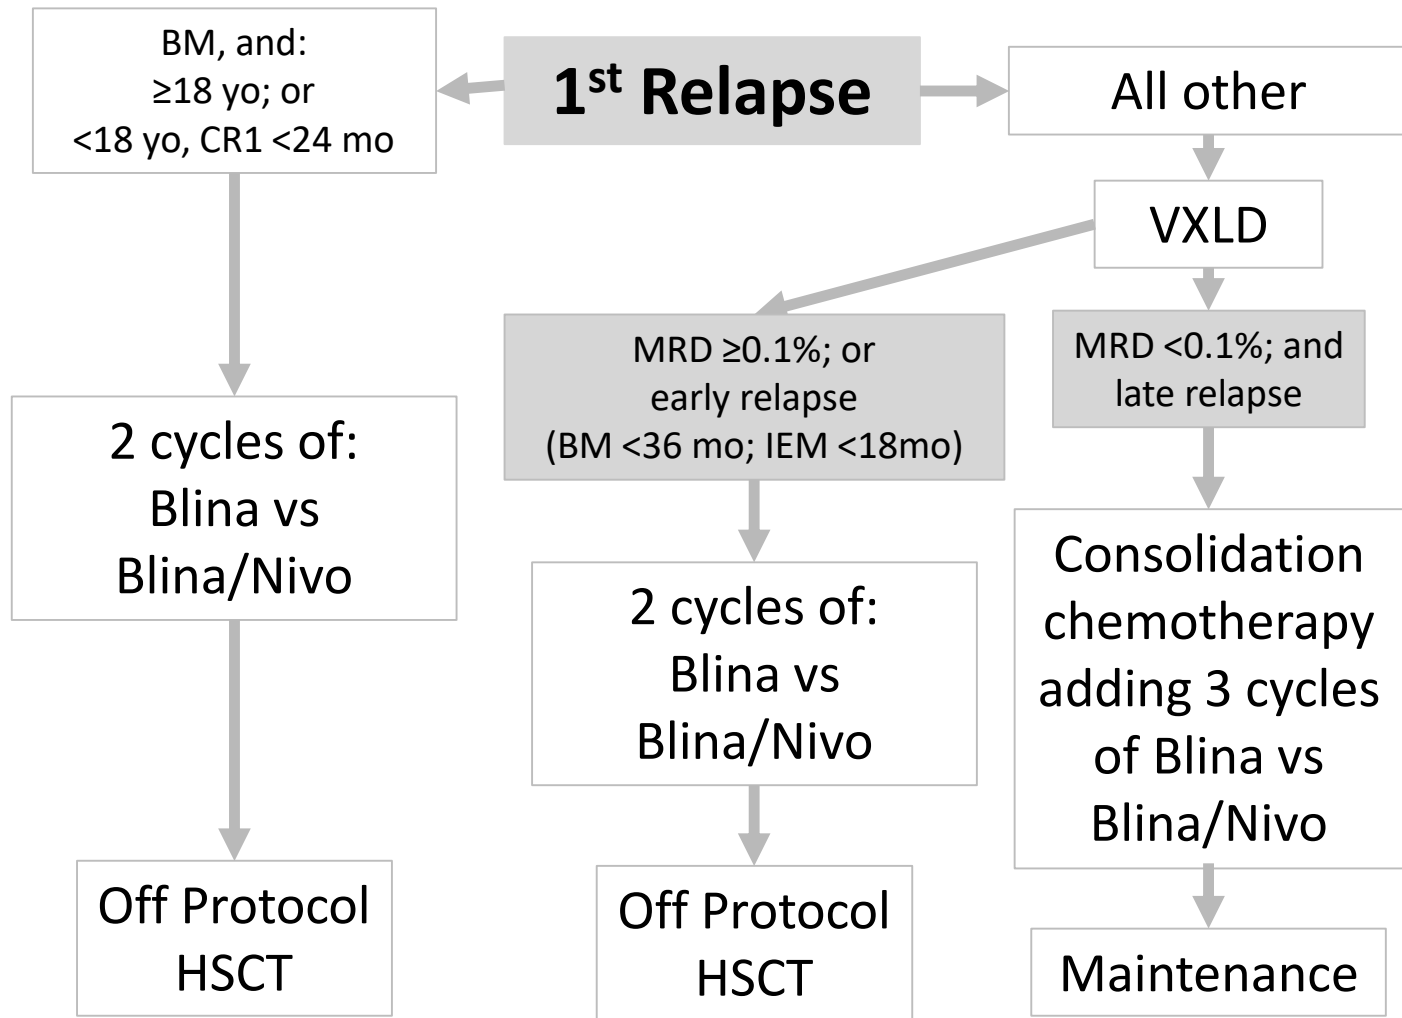 1st Relapse
BM, and:
≥18 yo; or
<18 yo, CR1 <24 mo
2 cycles of:
Blina vs
Blina/Nivo
Off Protocol
HSCT
All other
VXLD
MRD ≥0.1%; or
early relapse
(BM <36 mo; IEM <18mo)
2 cycles of:
Blina vs
Blina/Nivo
Off Protocol
HSCT
MRD <0.1%; and
late relapse
Consolidation
chemotherapy
adding 3 cycles
of Blina vs
Blina/Nivo
Maintenance